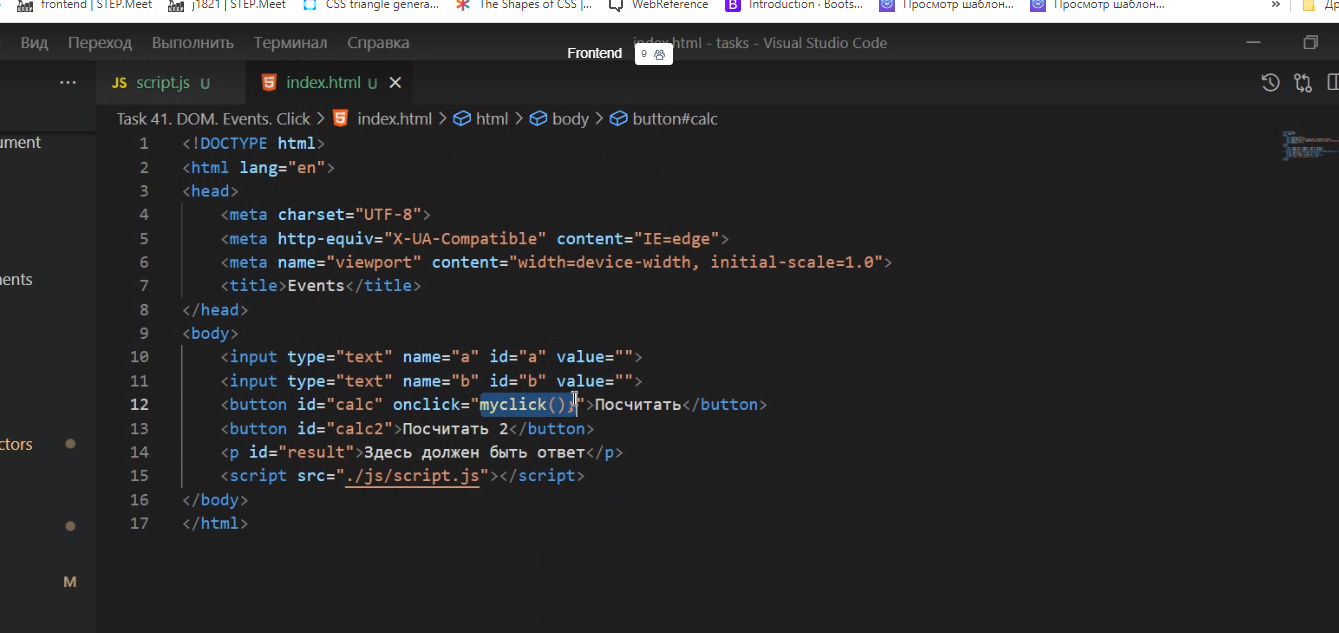 frontend | STEP.Meet j1821 | STEP.Meet CSS triangle genera... The Shapes of CSS |... WebReference B Introduction · Boots... Просмотр шаблон... Просмотр шаблон... »
Вид Переход Выполнить Терминал Справка index.html - tasks - Visual Studio Code
Frontend 9
··· JS script.js U index.html U
Task 41. DOM. Events. Click > index.html > html > body > button#calc
1 <!DOCTYPE html>
2 <html lang="en">
3 <head>
4 <meta charset="UTF-8">
5 <meta http-equiv="X-UA-Compatible" content="IE=edge">
6 <meta name="viewport" content="width=device-width, initial-scale=1.0">
7 <title>Events</title>
8 </head>
9 <body>
10 <input type="text" name="a" id="a" value="">
11 <input type="text" name="b" id="b" value="">
12 <button id="calc" onclick="myclick();">Посчитать</button>
13 <button id="calc2">Посчитать 2</button>
14 <p id="result">Здесь должен быть ответ</p>
15 <script src="./js/script.js"></script>
16 </body>
17 </html>
ument
ents
ctors
M